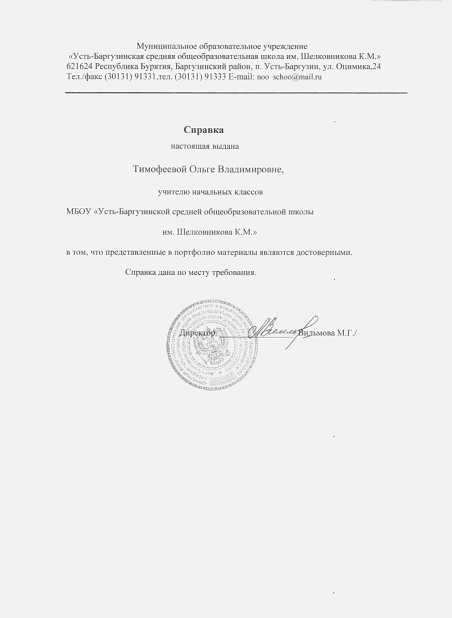 Муниципальное образовательное учреждение
«Усть-Баргузинская средняя общеобразовательная школа им. Шелковникова К.М.»
621624 Республика Бурятия, Баргузинский район, п. Усть-Баргузин, ул. Оцимика,24
Тел./факс (30131) 91331,тел. (30131) 91333 E-mail: noo schoo@mail.ru
Справка
настоящая выдана
Тимофеевой Ольге Владимировне,
учителю начальных классов
МБОУ «Усть-Баргузинской средней общеобразовательной школы
им. Шелковникова К.М.»
в том, что представленные в портфолио материалы являются достоверными.
Справка дана по месту требования.
Директор: Вильмова М.Г./